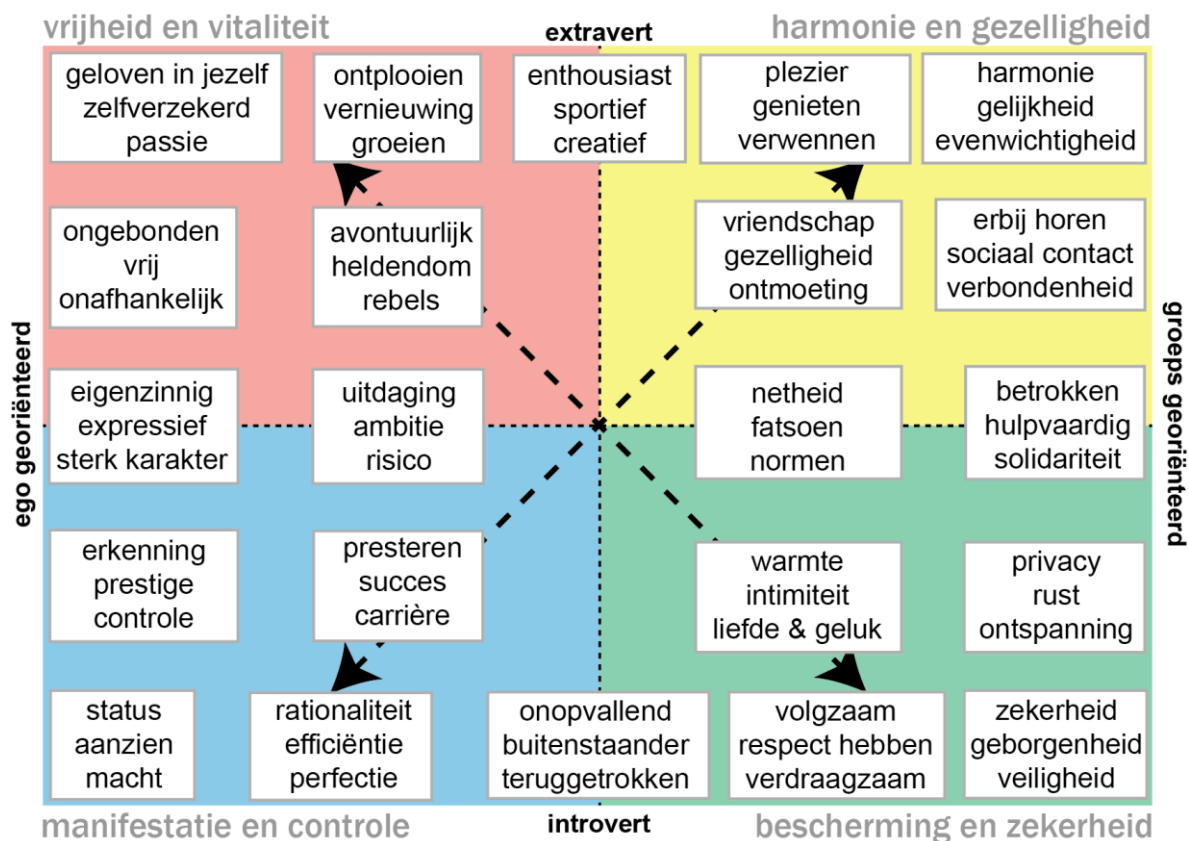 vrijheid en vitaliteit
extravert
harmonie en gezelligheid
geloven in jezelf
zelfverzekerd
passie
ontplooien
vernieuwing
groeien
enthousiast
sportief
creatief
plezier
genieten
verwennen
harmonie
gelijkheid
evenwichtigheid
ongebonden
vrij
onafhankelijk
avontuurlijk
heldendom
rebels
vriendschap
gezelligheid
ontmoeting
erbij horen
sociaal contact
verbondenheid
ego georiënteerd
groeps georiënteerd
eigenzinnig
expressief
sterk karakter
uitdaging
ambitie
risico
netheid
fatsoen
normen
betrokken
hulpvaardig
solidariteit
erkenning
prestige
controle
presteren
succes
carrière
warmte
intimiteit
liefde & geluk
privacy
rust
ontspanning
status
aanzien
macht
rationaliteit
efficiëntie
perfectie
onopvallend
buitenstaander
teruggetrokken
volgzaam
respect hebben
verdraagzaam
zekerheid
geborgenheid
veiligheid
manifestatie en controle
introvert
bescherming en zekerheid